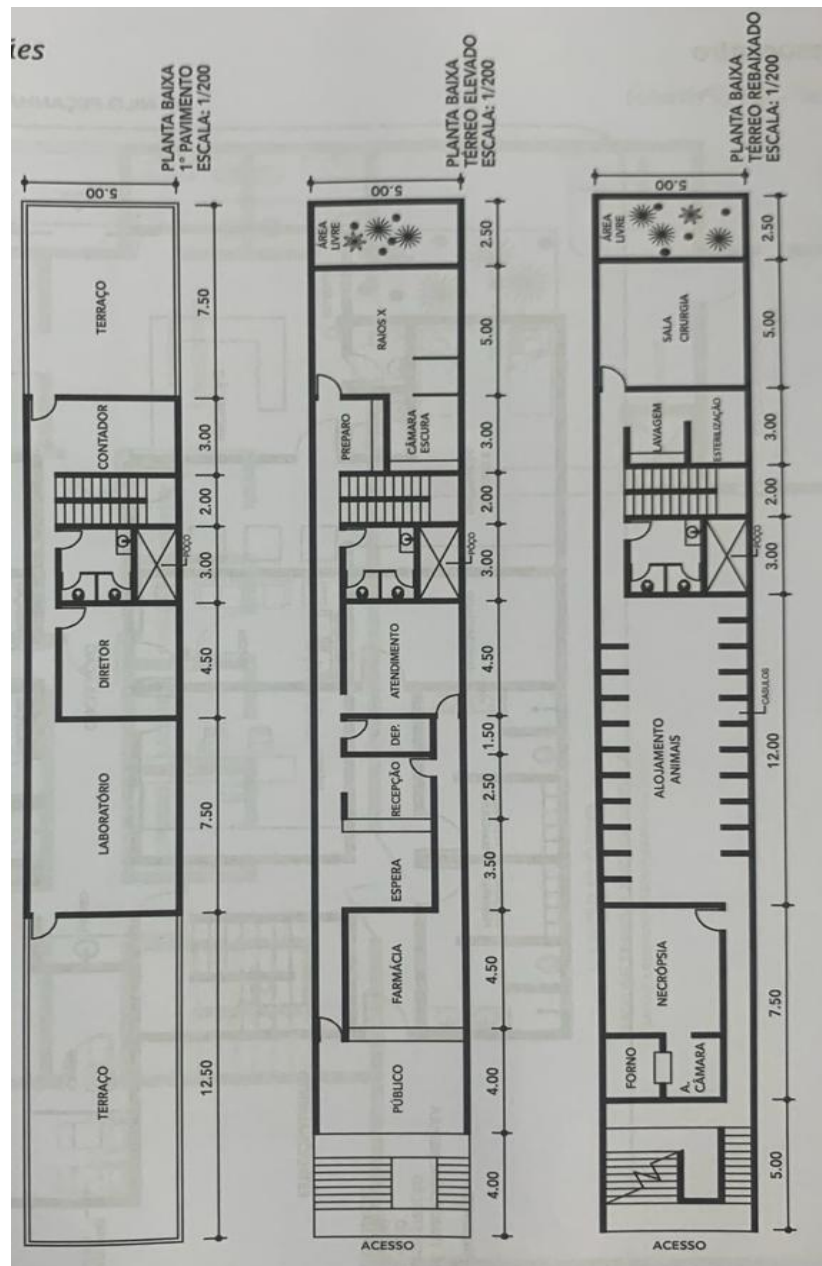 ies
PLANTA BAIXA
1º PAVIMENTO
ESCALA: 1/200
5.00
TERRAÇO
CONTADOR
POÇO
DIRETOR
LABORATÓRIO
TERRAÇO
7.50
3.00
2.00
3.00
4.50
7.50
12.50
PLANTA BAIXA
TÉRREO ELEVADO
ESCALA: 1/200
5.00
ÁREA
LIVRE
RAIOS X
PREPARO
CÂMARA
ESCURA
POÇO
ATENDIMENTO
DEP.
RECEPÇÃO
ESPERA
FARMÁCIA
PÚBLICO
2.50
5.00
3.00
2.00
3.00
4.50
1.50
2.50
3.50
4.50
4.00
4.00
ACESSO
PLANTA BAIXA
TÉRREO REBAIXADO
ESCALA: 1/200
5.00
ÁREA
LIVRE
SALA
CIRURGIA
LAVAGEM
ESTERILIZAÇÃO
POÇO
CASULOS
ALOJAMENTO
ANIMAIS
NECRÓPSIA
FORNO
A.
CÂMARA
2.50
5.00
3.00
2.00
3.00
12.00
7.50
5.00
ACESSO